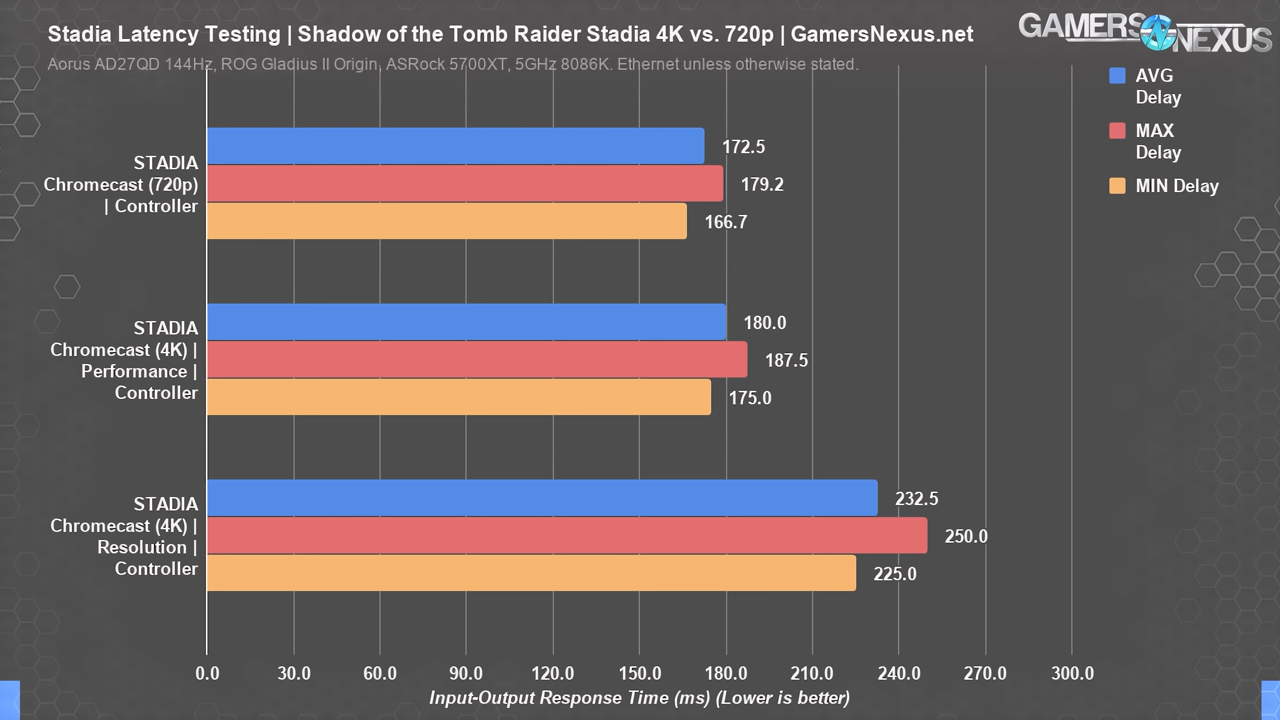 Stadia Latency Testing | Shadow of the Tomb Raider Stadia 4K vs. 720p | GamersNexus.net
Aorus AD27QD 144Hz, ROG Gladius II Origin, ASRock 5700XT, 5GHz 8086K. Ethernet unless otherwise stated.
GAMERS NEXUS
AVG
Delay
MAX
Delay
MIN Delay
STADIA
Chromecast (720p)
| Controller
172.5
179.2
166.7
STADIA
Chromecast (4K) |
Performance |
Controller
180.0
187.5
175.0
STADIA
Chromecast (4K) |
Resolution |
Controller
232.5
250.0
225.0
0.0 30.0 60.0 90.0 120.0 150.0 180.0 210.0 240.0 270.0 300.0
Input-Output Response Time (ms) (Lower is better)